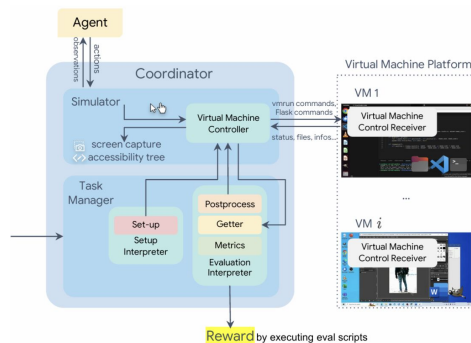 Agent
observations
actions
Coordinator
Simulator
screen capture
accessibility tree
Virtual Machine
Controller
vmrun commands,
Flask commands
status, files, infos...
Virtual Machine Platform
VM 1
Virtual Machine
Control Receiver
...
VM i
Virtual Machine
Control Receiver
Task
Manager
Set-up
Setup
Interpreter
Postprocess
Getter
Metrics
Evaluation
Interpreter
Reward by executing eval scripts